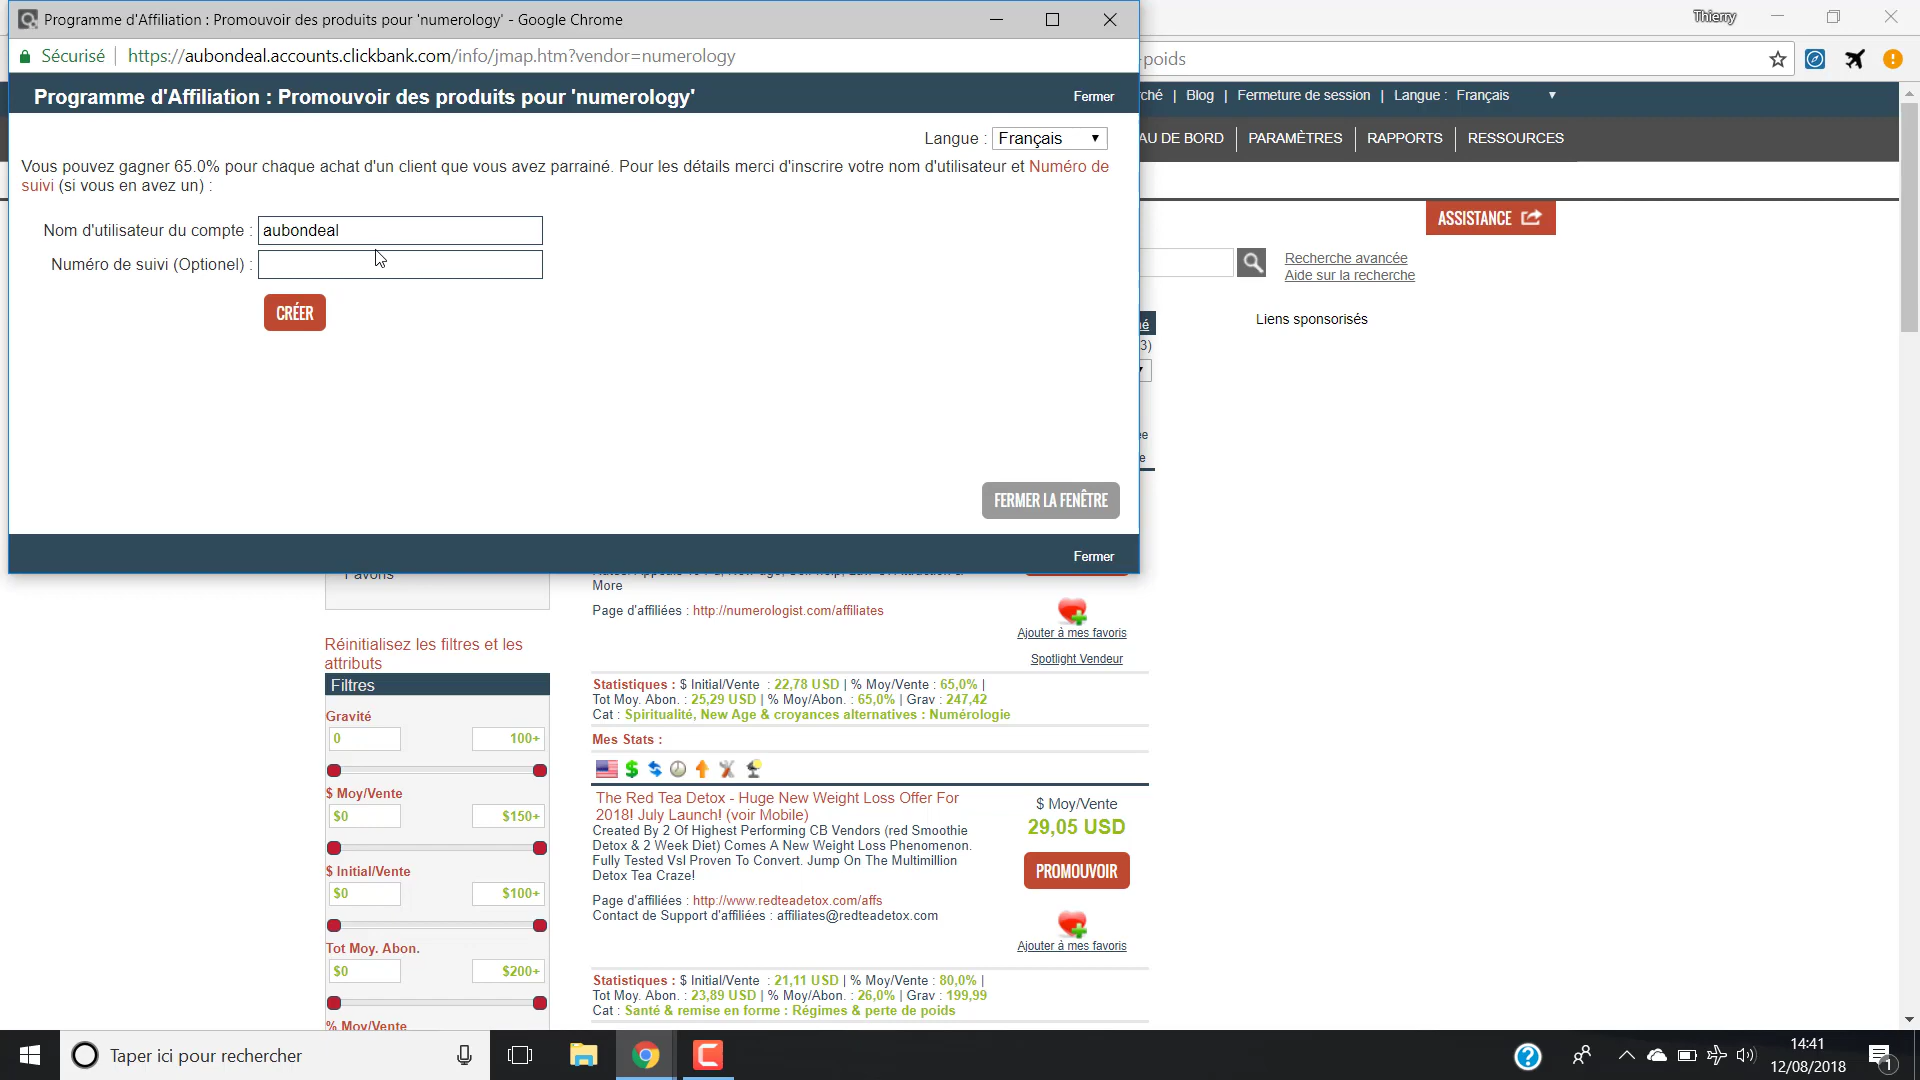 Programme d'Affiliation : Promouvoir des produits pour 'numerology' - Google Chrome
Thierry
Sécurisé | https://aubondeal.accounts.clickbank.com/info/jmap.htm?vendor=numerology
-poids
Programme d'Affiliation : Promouvoir des produits pour 'numerology'
Fermer
ché | Blog | Fermeture de session | Langue : Français
AU DE BORD | PARAMÈTRES | RAPPORTS | RESSOURCES
Langue : Français
Vous pouvez gagner 65.0% pour chaque achat d'un client que vous avez parrainé. Pour les détails merci d'inscrire votre nom d'utilisateur et Numéro de
suivi (si vous en avez un) :
Nom d'utilisateur du compte : aubondeal
Numéro de suivi (Optionel) :
CRÉER
FERMER LA FENÊTRE
Fermer
ASSISTANCE
Recherche avancée
Aide sur la recherche
Liens sponsorisés
é
3)
ée
e
Favoris
More
Page d'affiliées : http://numerologist.com/affiliates
Ajouter à mes favoris
Spotlight Vendeur
Réinitialisez les filtres et les
attributs
Filtres
Gravité
0 100+
$ Moy/Vente
$0 $150+
$ Initial/Vente
$0 $100+
Tot Moy. Abon.
$0 $200+
% Moy/Vente
Statistiques : $ Initial/Vente : 22,78 USD | % Moy/Vente : 65,0% |
Tot Moy. Abon. : 25,29 USD | % Moy/Abon. : 65,0% | Grav : 247,42
Cat : Spiritualité, New Age & croyances alternatives : Numérologie
Mes Stats :
The Red Tea Detox - Huge New Weight Loss Offer For
2018! July Launch! (voir Mobile)
Created By 2 Of Highest Performing CB Vendors (red Smoothie
Detox & 2 Week Diet) Comes A New Weight Loss Phenomenon.
Fully Tested Vsl Proven To Convert. Jump On The Multimillion
Detox Tea Craze!
$ Moy/Vente
29,05 USD
PROMOUVOIR
Page d'affiliées : http://www.redteadetox.com/affs
Contact de Support d'affiliées : affiliates@redteadetox.com
Ajouter à mes favoris
Statistiques : $ Initial/Vente : 21,11 USD | % Moy/Vente : 80,0% |
Tot Moy. Abon. : 23,89 USD | % Moy/Abon. : 26,0% | Grav : 199,99
Cat : Santé & remise en forme : Régimes & perte de poids
Taper ici pour rechercher
14:41
12/08/2018
1